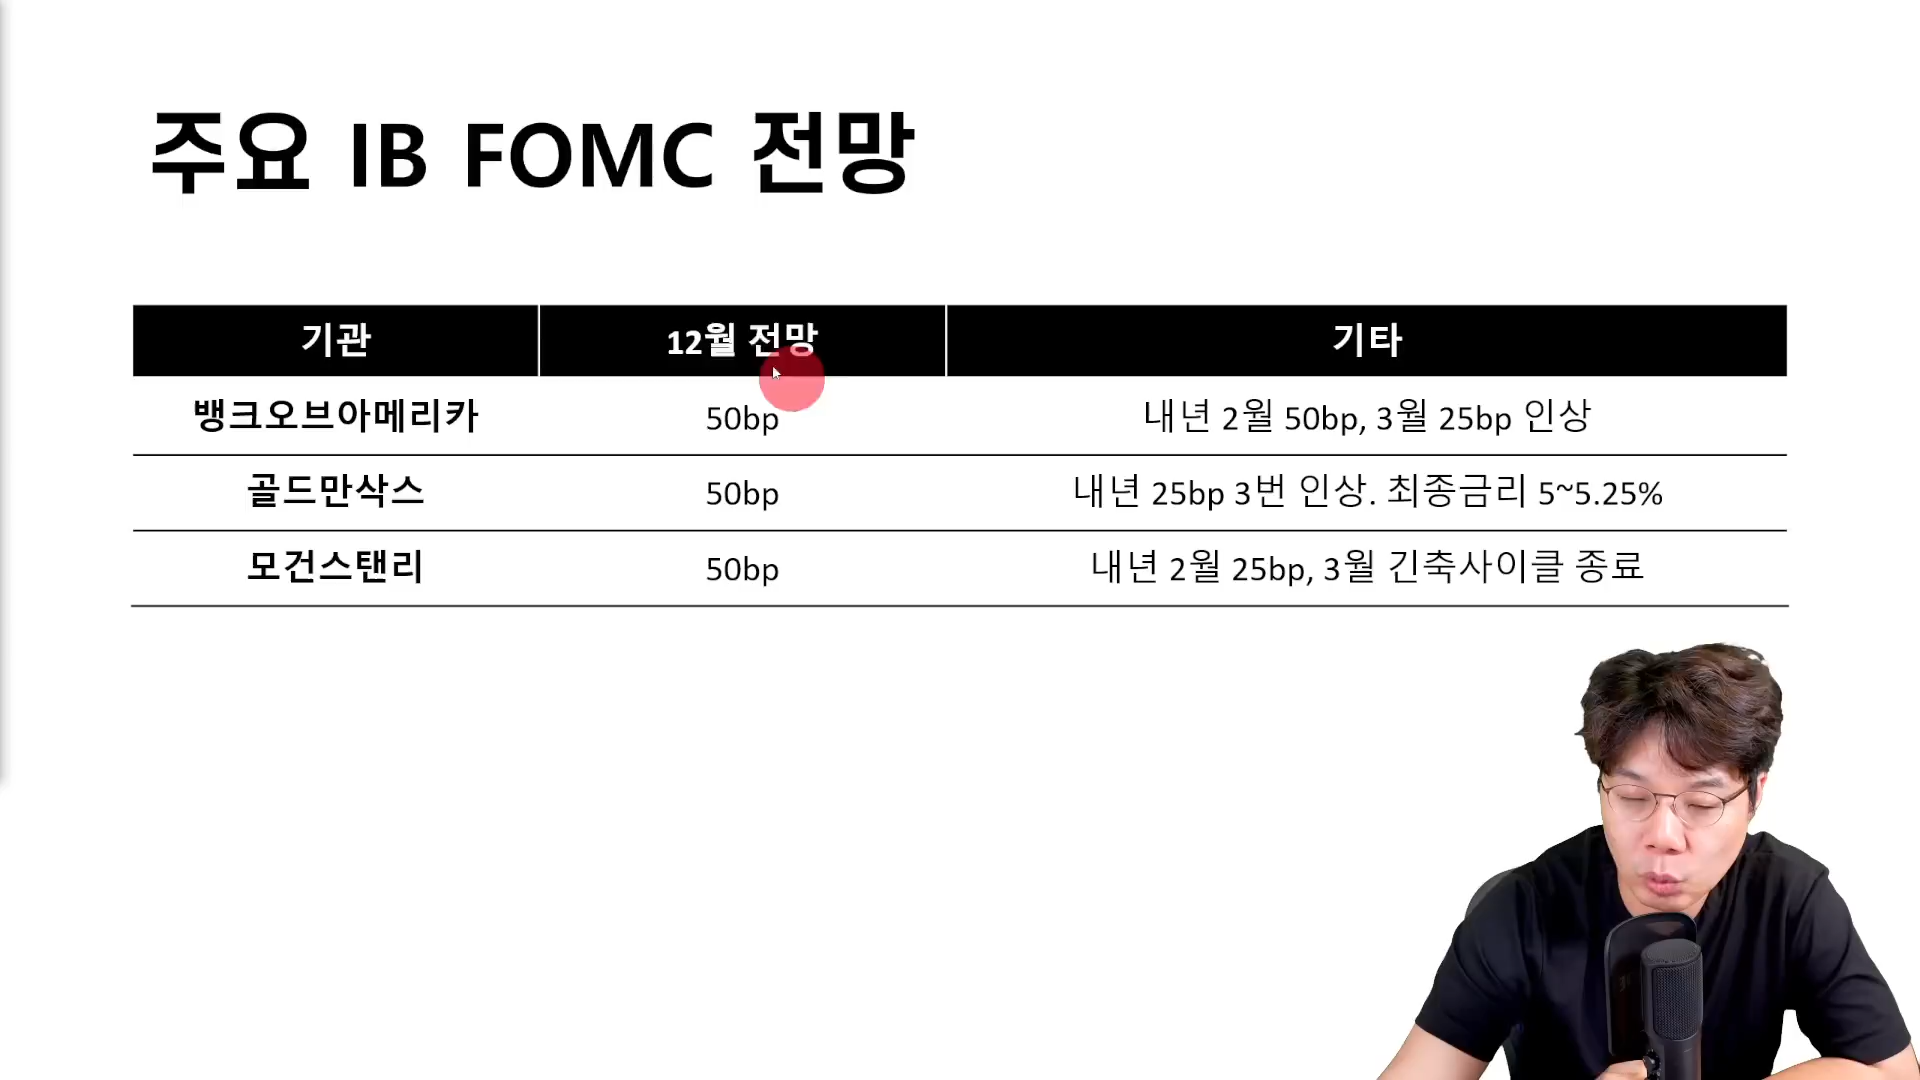 주요 IB FOMC 전망
기관 12월 전망 기타
뱅크오브아메리카 50bp 내년 2월 50bp, 3월 25bp 인상
골드만삭스 50bp 내년 25bp 3번 인상. 최종금리 5~5.25%
모건스탠리 50bp 내년 2월 25bp, 3월 긴축사이클 종료